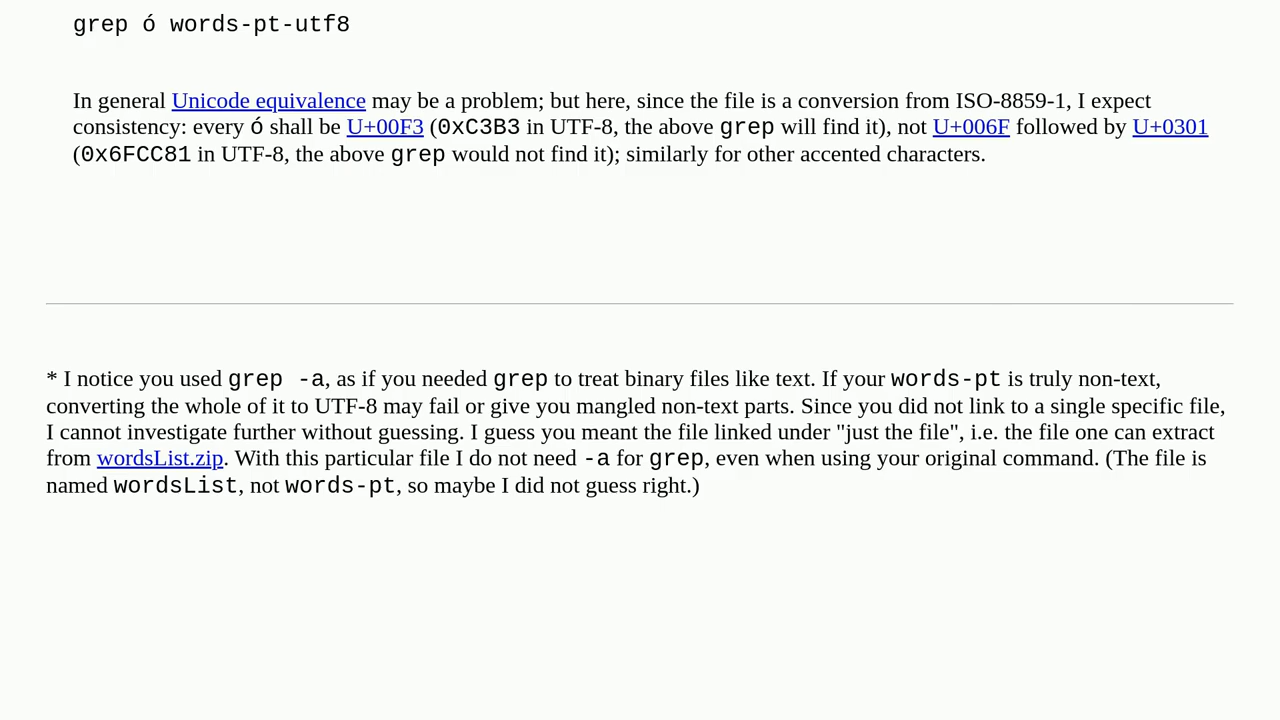 grep ó words-pt-utf8
In general Unicode equivalence may be a problem; but here, since the file is a conversion from ISO-8859-1, I expect
consistency: every ó shall be U+00F3 (0xC3B3 in UTF-8, the above grep will find it), not U+006F followed by U+0301
(0x6FCC81 in UTF-8, the above grep would not find it); similarly for other accented characters.
* I notice you used grep -a, as if you needed grep to treat binary files like text. If your words-pt is truly non-text,
converting the whole of it to UTF-8 may fail or give you mangled non-text parts. Since you did not link to a single specific file,
I cannot investigate further without guessing. I guess you meant the file linked under "just the file", i.e. the file one can extract
from wordsList.zip. With this particular file I do not need -a for grep, even when using your original command. (The file is
named wordsList, not words-pt, so maybe I did not guess right.)